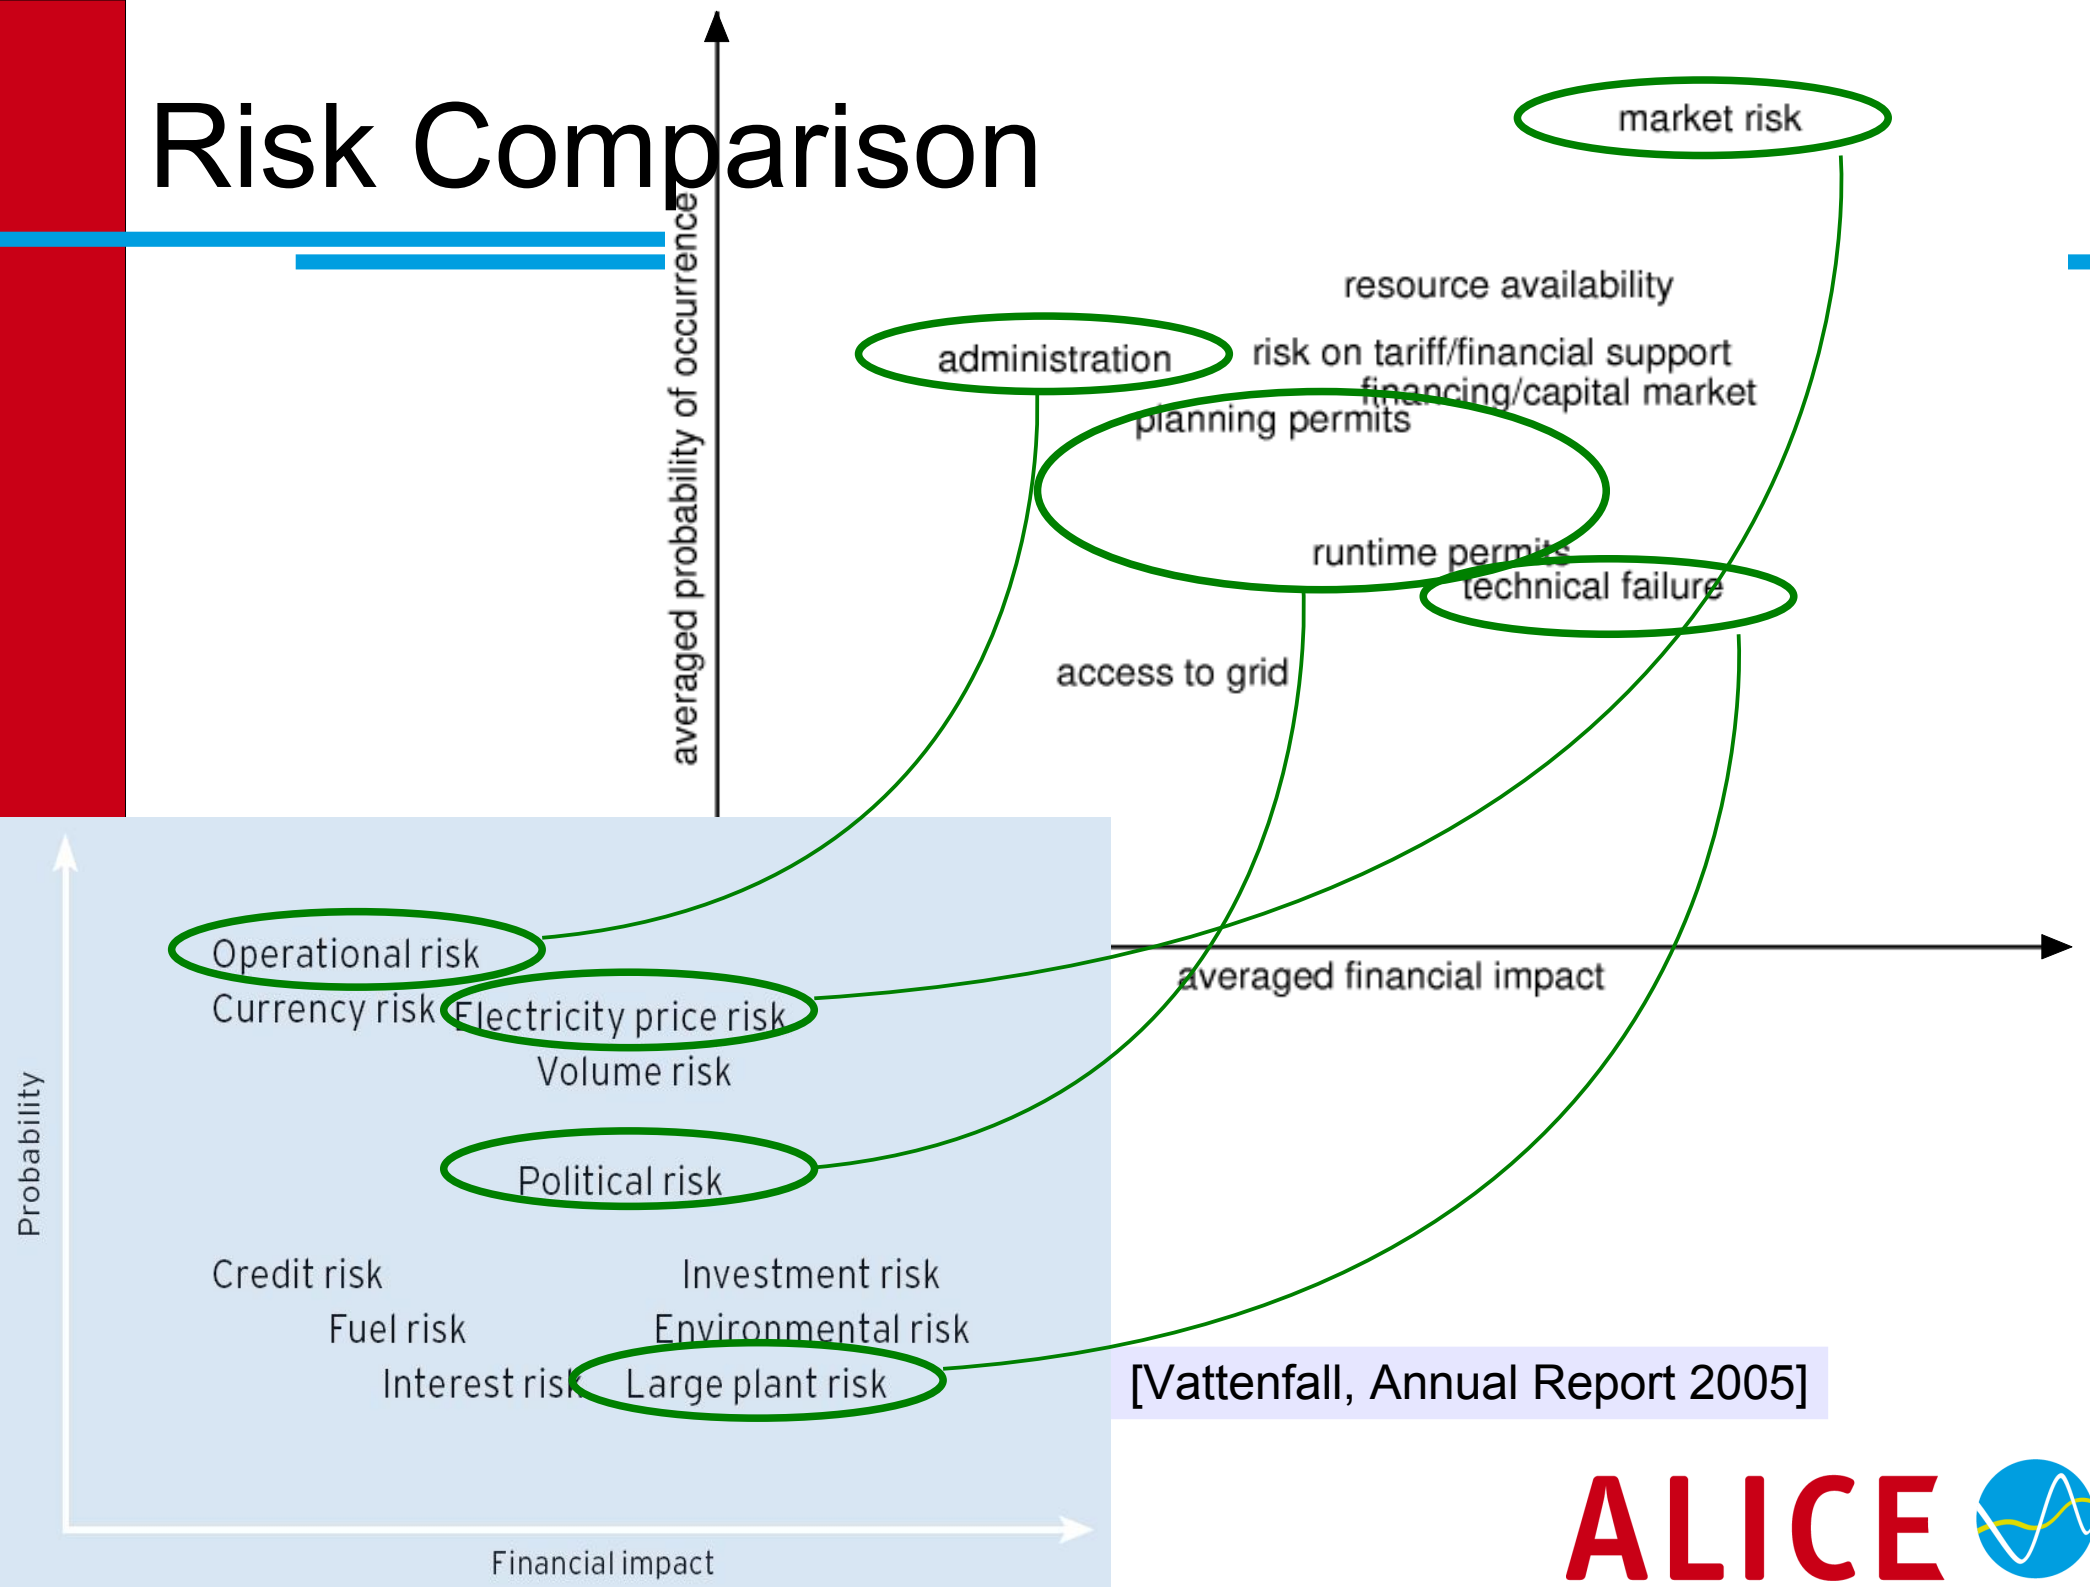 Risk Comparison
market risk
averaged probability of occurrence
resource availability
administration
risk on tariff/financial support
financing/capital market
planning permits
runtime permits
technical failure
access to grid
averaged financial impact
Probability
Operational risk
Currency risk
Electricity price risk
Volume risk
Political risk
Credit risk
Investment risk
Fuel risk
Environmental risk
Interest risk
Large plant risk
Financial impact
[Vattenfall, Annual Report 2005]
ALICE